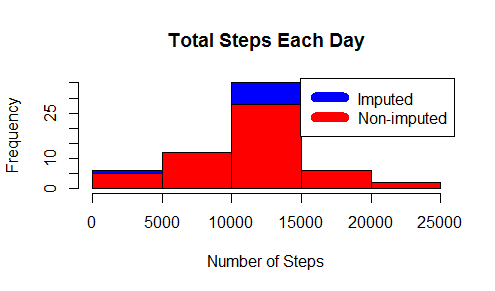 Total Steps Each Day
Imputed
Non-imputed
Frequency
25
10
0
0 5000 10000 15000 20000 25000
Number of Steps